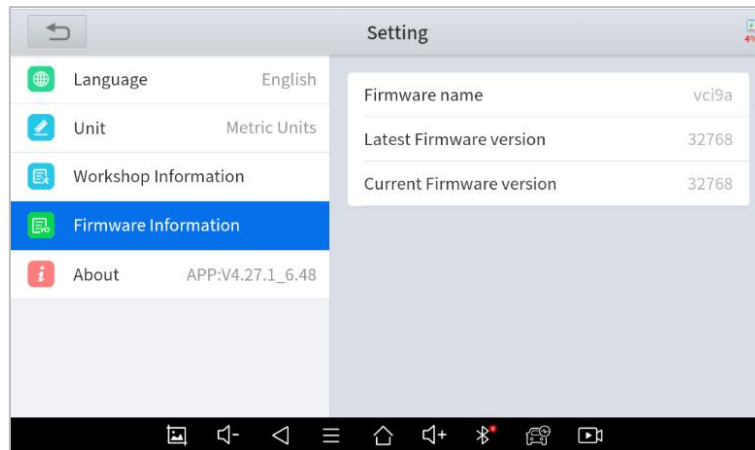 Setting
4%
Language English
Unit Metric Units
Workshop Information
Firmware Information
About APP:V4.27.1_6.48
Firmware name vci9a
Latest Firmware version 32768
Current Firmware version 32768